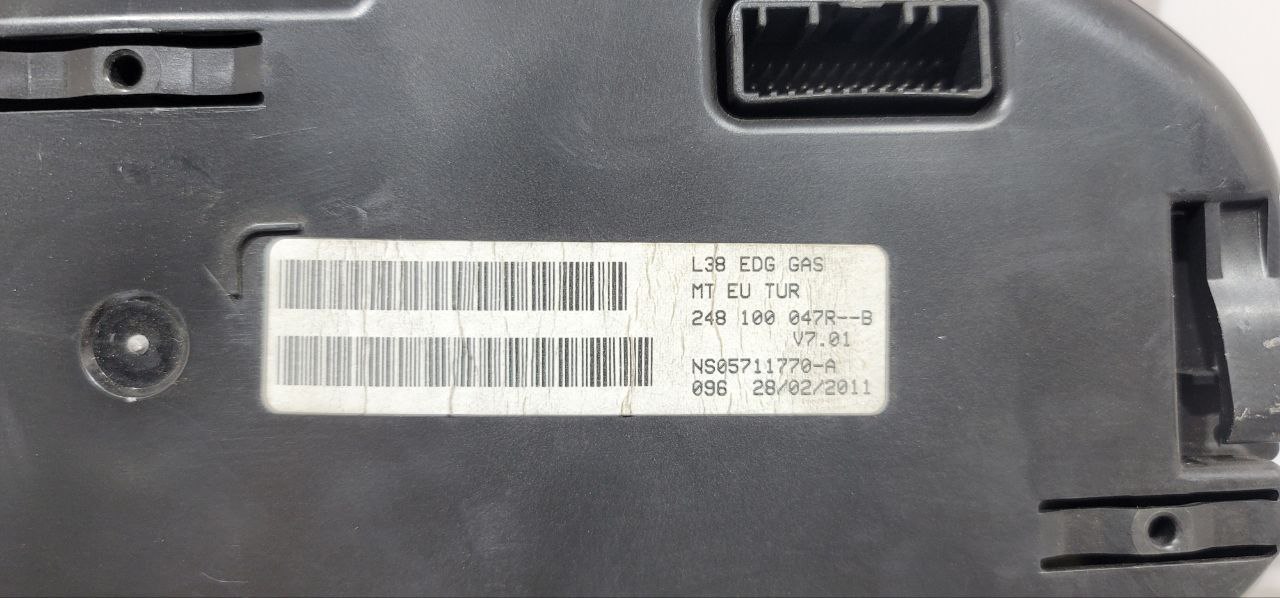 L38 EDG GAS
MT EU TUR
248 100 047R--B
V7.01
NS05711770-A
096 28/02/2011